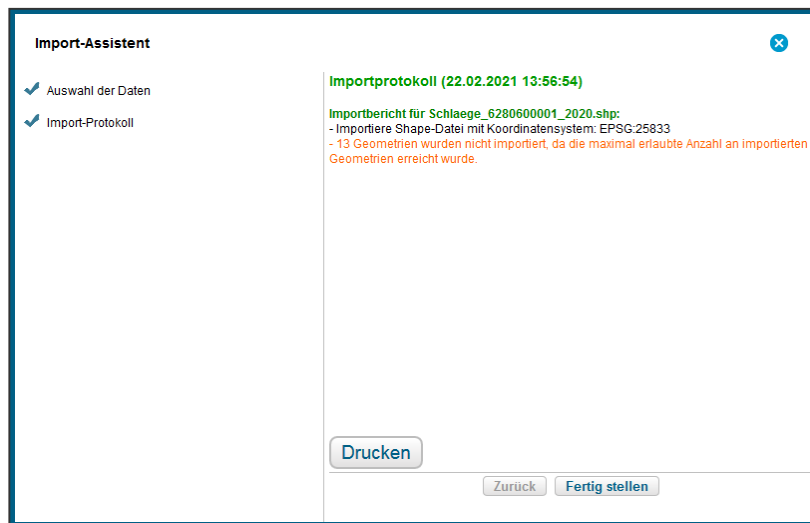 Import-Assistent
Auswahl der Daten
Import-Protokoll
Importprotokoll (22.02.2021 13:56:54)
Importbericht für Schlaege_6280600001_2020.shp:
- Importiere Shape-Datei mit Koordinatensystem: EPSG:25833
- 13 Geometrien wurden nicht importiert, da die maximal erlaubte Anzahl an importierten
Geometrien erreicht wurde.
Drucken
Zurück
Fertig stellen